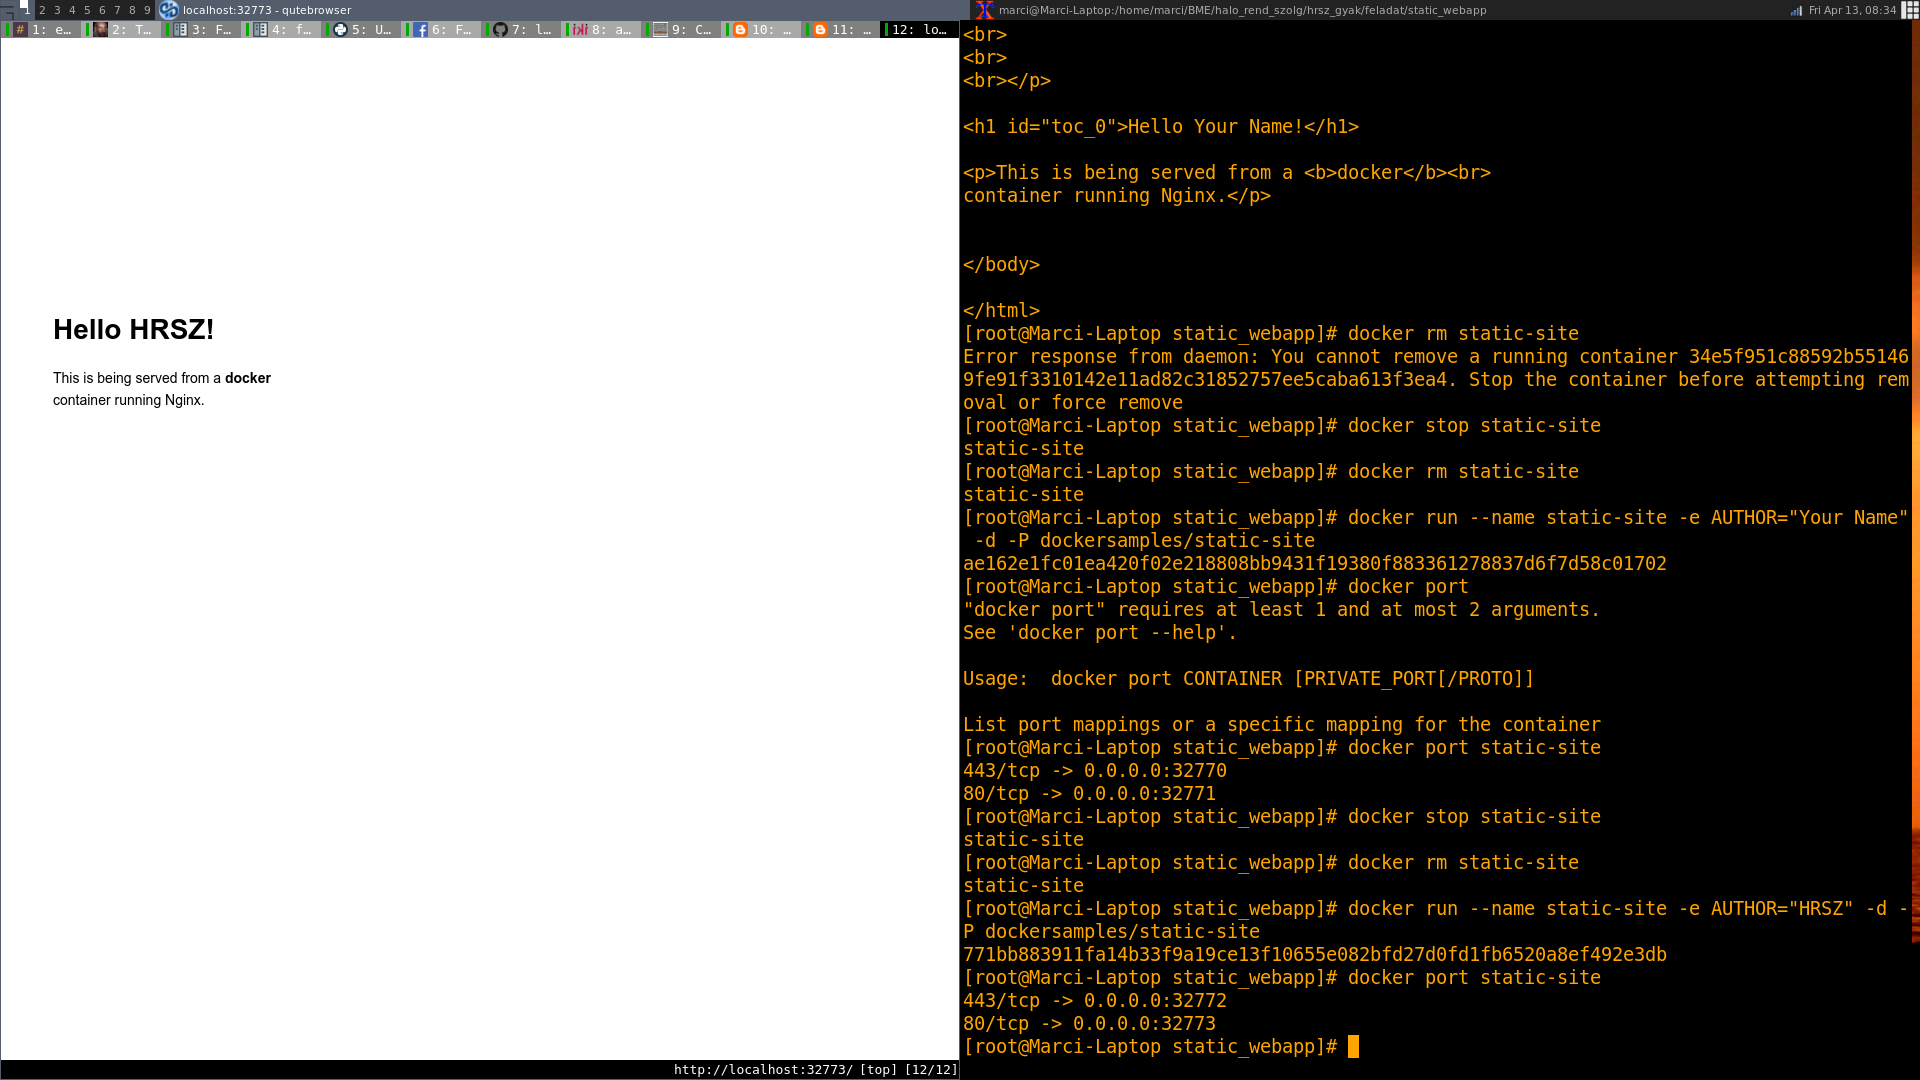 1 2 3 4 5 6 7 8 9 localhost:32773 - qutebrowser
1: e… 2: T… 3: F… 4: f… 5: U… 6: F… 7: l… 8: a… 9: C… 10: … 11: … 12: lo…
Hello HRSZ!
This is being served from a docker
container running Nginx.
http://localhost:32773/ [top] [12/12]
marci@Marci-Laptop:/home/marci/BME/halo_rend_szolg/hrsz_gyak/feladat/static_webapp Fri Apr 13, 08:34
<br>
<br>
<br></p>
<h1 id="toc_0">Hello Your Name!</h1>
<p>This is being served from a <b>docker</b><br>
container running Nginx.</p>
</body>
</html>
[root@Marci-Laptop static_webapp]# docker rm static-site
Error response from daemon: You cannot remove a running container 34e5f951c88592b55146
9fe91f3310142e11ad82c31852757ee5caba613f3ea4. Stop the container before attempting rem
oval or force remove
[root@Marci-Laptop static_webapp]# docker stop static-site
static-site
[root@Marci-Laptop static_webapp]# docker rm static-site
static-site
[root@Marci-Laptop static_webapp]# docker run --name static-site -e AUTHOR="Your Name"
-d -P dockersamples/static-site
ae162e1fc01ea420f02e218808bb9431f19380f883361278837d6f7d58c01702
[root@Marci-Laptop static_webapp]# docker port
"docker port" requires at least 1 and at most 2 arguments.
See 'docker port --help'.
Usage:  docker port CONTAINER [PRIVATE_PORT[/PROTO]]
List port mappings or a specific mapping for the container
[root@Marci-Laptop static_webapp]# docker port static-site
443/tcp -> 0.0.0.0:32770
80/tcp -> 0.0.0.0:32771
[root@Marci-Laptop static_webapp]# docker stop static-site
static-site
[root@Marci-Laptop static_webapp]# docker rm static-site
static-site
[root@Marci-Laptop static_webapp]# docker run --name static-site -e AUTHOR="HRSZ" -d -
P dockersamples/static-site
771bb883911fa14b33f9a19ce13f10655e082bfd27d0fd1fb6520a8ef492e3db
[root@Marci-Laptop static_webapp]# docker port static-site
443/tcp -> 0.0.0.0:32772
80/tcp -> 0.0.0.0:32773
[root@Marci-Laptop static_webapp]#